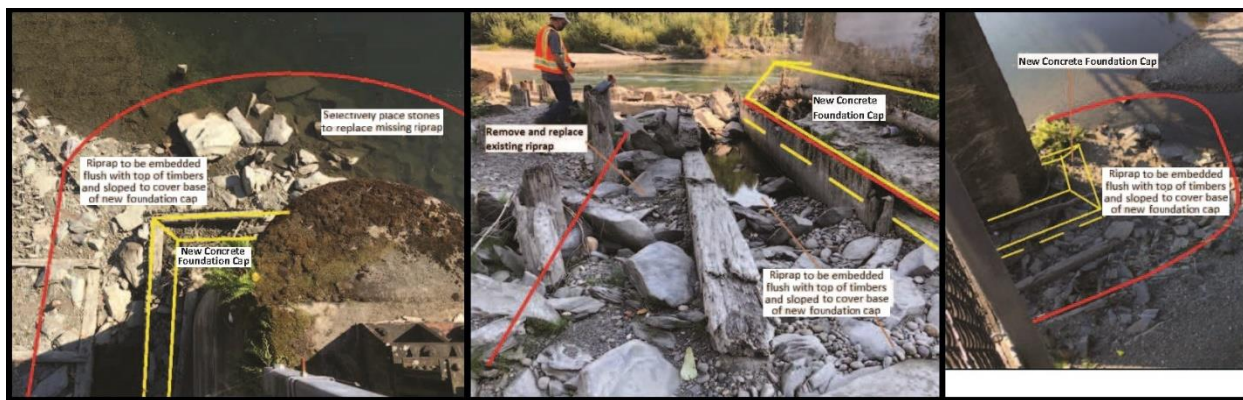 Selectively place stones
to replace missing riprap
Riprap to be embedded
flush with top of timbers
and sloped to cover base
of new foundation cap
New Concrete
Foundation Cap
New Concrete
Foundation Cap
Remove and replace
existing riprap
Riprap to be embedded
flush with top of timbers
and sloped to cover base
of new foundation cap
New Concrete Foundation Cap
Riprap to be embedded
flush with top of timbers
and sloped to cover base
of new foundation cap